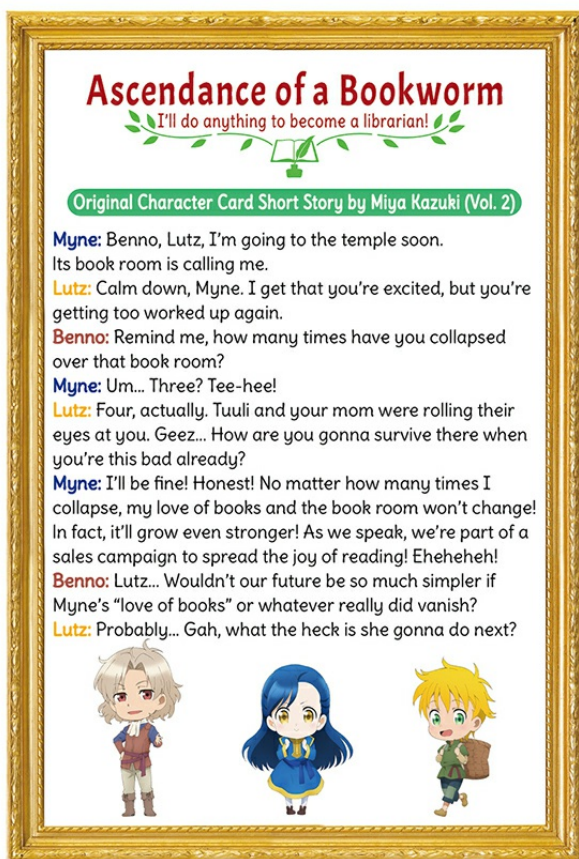 Ascendance of a Bookworm
I'll do anything to become a librarian!
Original Character Card Short Story by Miya Kazuki (Vol. 2)
Myne: Benno, Lutz, I'm going to the temple soon.
Its book room is calling me.
Lutz: Calm down, Myne. I get that you're excited, but you're
getting too worked up again.
Benno: Remind me, how many times have you collapsed
over that book room?
Myne: Um... Three? Tee-hee!
Lutz: Four, actually. Tuuli and your mom were rolling their
eyes at you. Geez... How are you gonna survive there when
you're this bad already?
Myne: I'll be fine! Honest! No matter how many times I
collapse, my love of books and the book room won't change!
In fact, it'll grow even stronger! As we speak, we're part of a
sales campaign to spread the joy of reading! Eheheheh!
Benno: Lutz... Wouldn't our future be so much simpler if
Myne's "love of books" or whatever really did vanish?
Lutz: Probably... Gah, what the heck is she gonna do next?